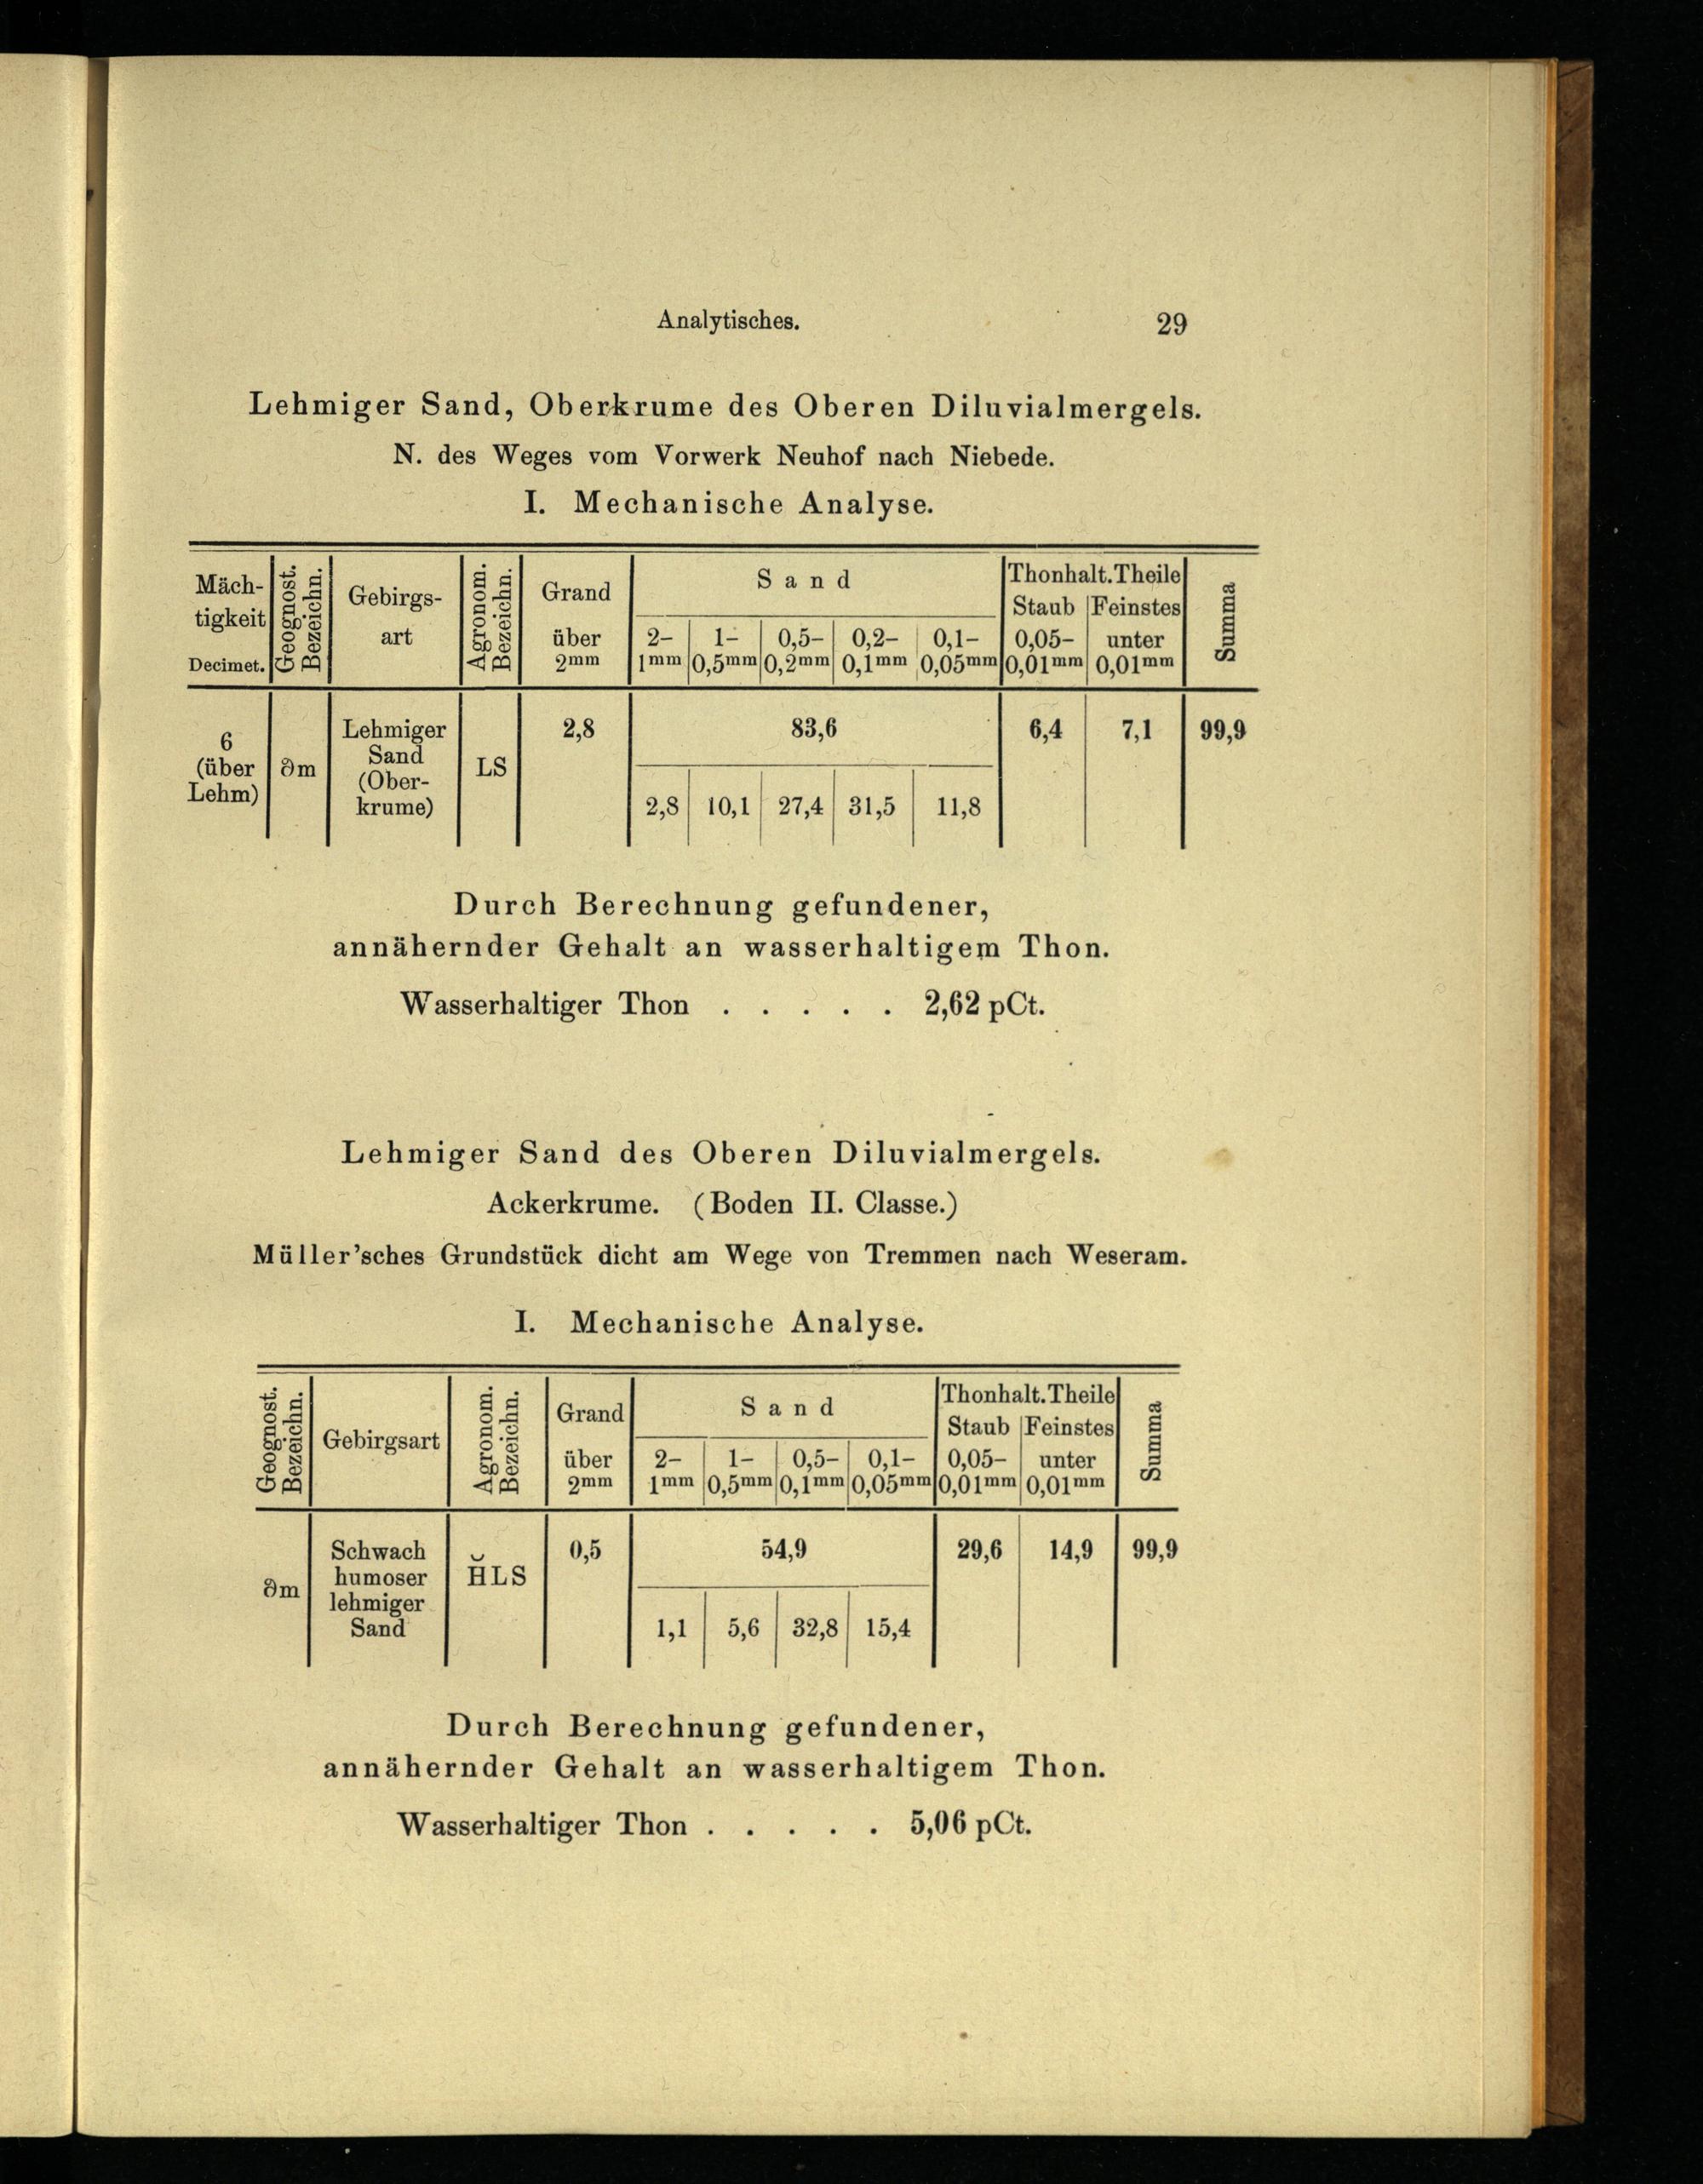 Analytisches. 29
Lehmiger Sand, Oberkrume des Oberen Diluvialmergels.
N. des Weges vom Vorwerk Neuhof nach Niebede.
I. Mechanische Analyse.
Mäch-
tigkeit
Decimet.
Geognost.
Bezeichn.
Gebirgs-
art
Agronom.
Bezeichn.
Grand
über
2mm
Sand
2– 1– 0,5– 0,2– 0,1–
1mm 0,5mm 0,2mm 0,1mm 0,05mm
Thonhalt. Theile
Staub Feinstes
0,05– unter
0,01mm 0,01mm
Summa
6
(über
Lehm)
∂m
Lehmiger
Sand
(Ober-
krume)
LS
2,8 83,6 6,4 7,1 99,9
2,8 10,1 27,4 31,5 11,8
Durch Berechnung gefundener,
annähernder Gehalt an wasserhaltigem Thon.
Wasserhaltiger Thon . . . . . 2,62 pCt.
Lehmiger Sand des Oberen Diluvialmergels.
Ackerkrume. (Boden II. Classe.)
Müller'sches Grundstück dicht am Wege von Tremmen nach Weseram.
I. Mechanische Analyse.
Geognost.
Bezeichn.
Gebirgsart
Agronom.
Bezeichn.
Grand
über
2mm
Sand
2– 1– 0,5– 0,1–
1mm 0,5mm 0,1mm 0,05mm
Thonhalt. Theile
Staub Feinstes
0,05– unter
0,01mm 0,01mm
Summa
∂m
Schwach
humoser
lehmiger
Sand
H̆LS
0,5 54,9 29,6 14,9 99,9
1,1 5,6 32,8 15,4
Durch Berechnung gefundener,
annähernder Gehalt an wasserhaltigem Thon.
Wasserhaltiger Thon . . . . . 5,06 pCt.